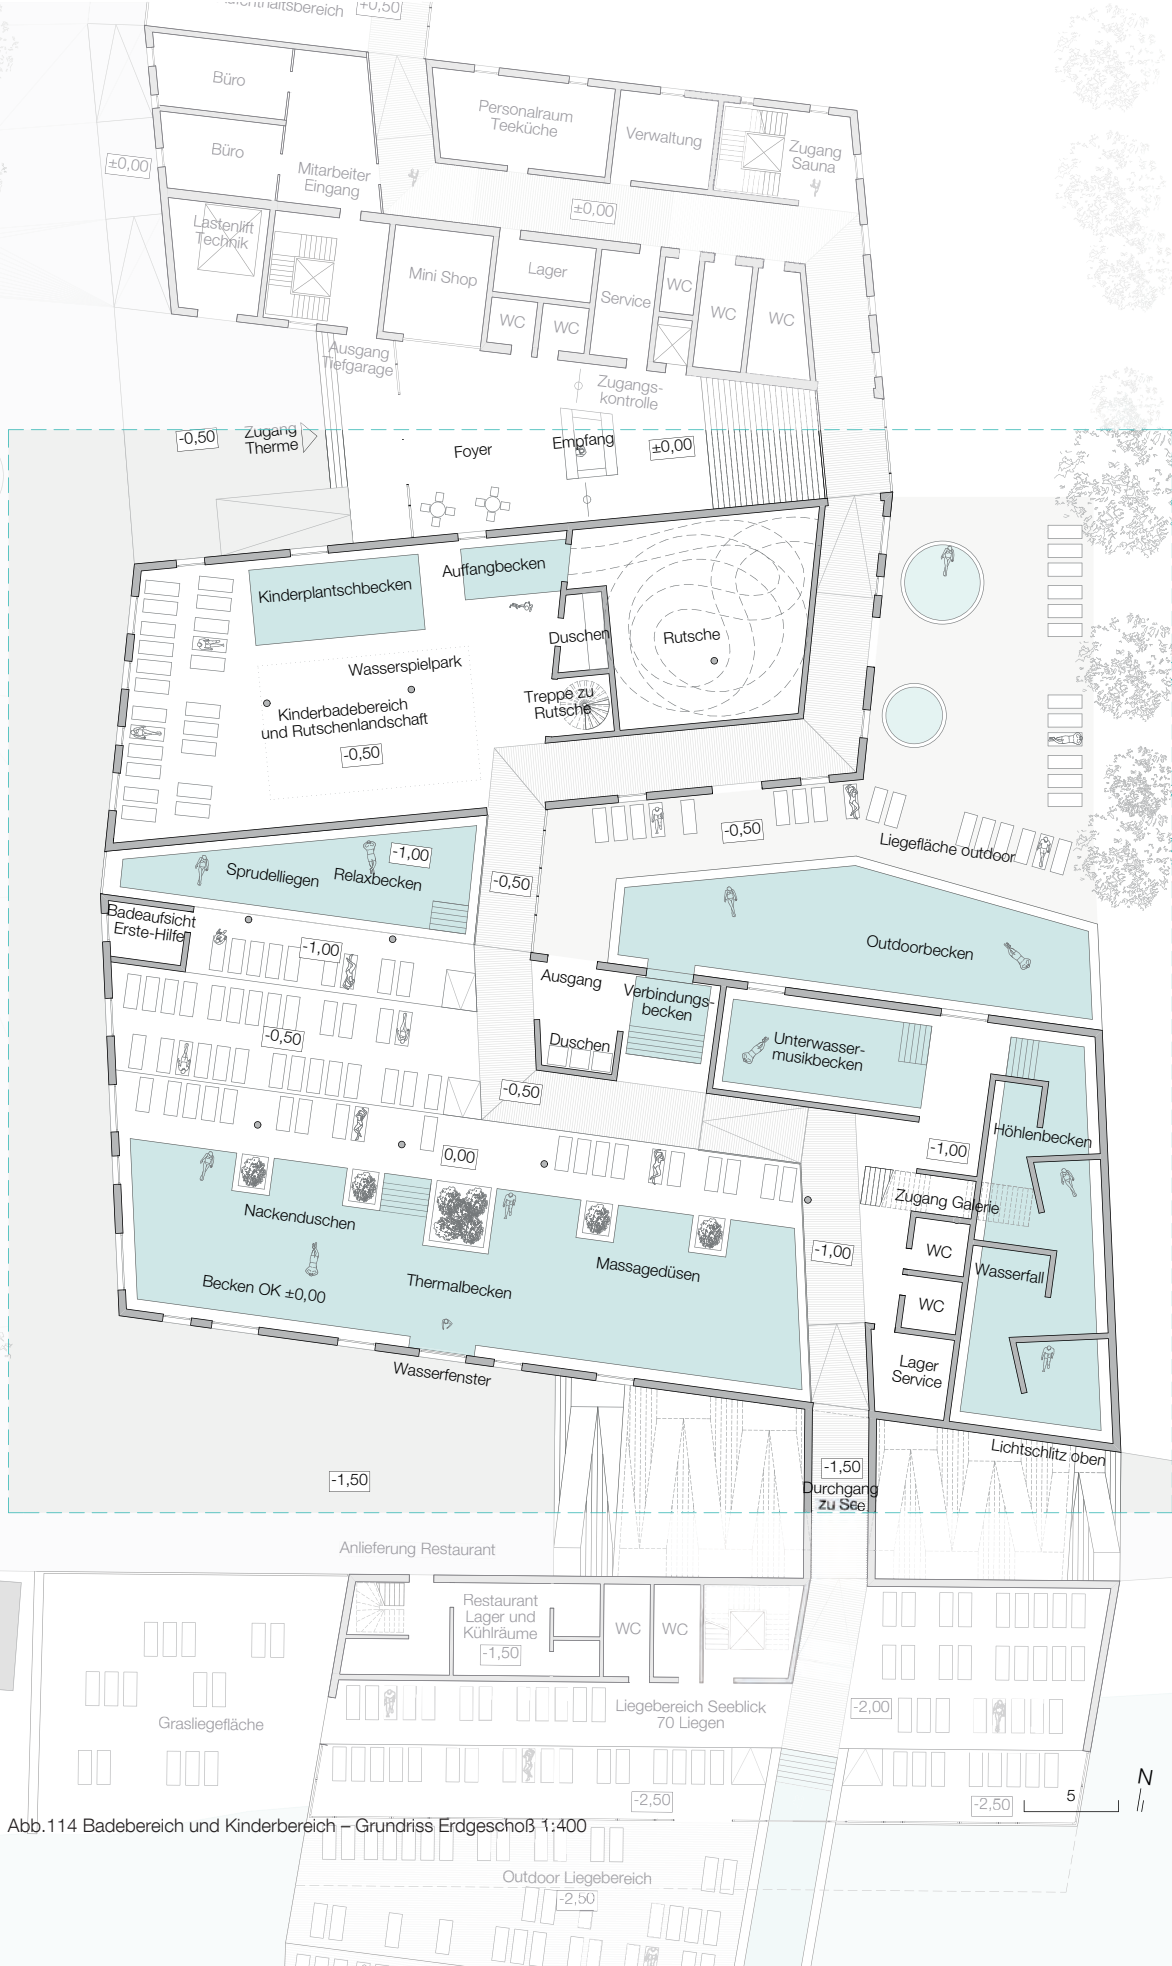 +0,50
Büro
Personalraum
Teeküche
Verwaltung
Zugang
Sauna
Büro
±0,00
Mitarbeiter
Eingang
±0,00
Lastenlift
Technik
Mini Shop
Lager
Service
WC
WC
WC
WC
WC
Ausgang
Tiefgarage
Zugangs-
kontrolle
-0,50
Zugang
Therme
Foyer
Empfang
±0,00
Kinderplantschbecken
Auffangbecken
Duschen
Rutsche
Wasserspielpark
Treppe zu
Rutsche
Kinderbadebereich
und Rutschenlandschaft
-0,50
-0,50
Liegefläche outdoor
Sprudelliegen
Relaxbecken
-1,00
-0,50
Badeaufsicht
Erste-Hilfe
-1,00
Outdoorbecken
Ausgang
Verbindungs-
becken
-0,50
Duschen
Unterwasser-
musikbecken
-0,50
Höhlenbecken
0,00
-1,00
Zugang Galerie
Nackenduschen
WC
-1,00
Massagedüsen
Wasserfall
Becken OK ±0,00
Thermalbecken
WC
Wasserfenster
Lager
Service
Lichtschlitz oben
-1,50
-1,50
Durchgang
zu See
Anlieferung Restaurant
Restaurant
Lager und
Kühlräume
-1,50
WC
WC
Grasliegefläche
Liegebereich Seeblick
70 Liegen
-2,00
-2,50
-2,50
5
N
Abb.114 Badebereich und Kinderbereich – Grundriss Erdgeschoß 1:400
Outdoor Liegebereich
-2,50